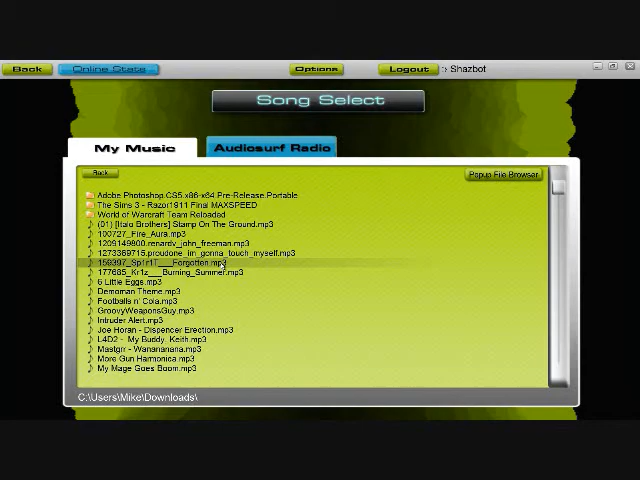 Back
Online Stats
Options
Logout
:> Shazbot
Song Select
My Music
Audiosurf Radio
Back
Popup File Browser
Adobe Photoshop.CS5.x86-x64.Pre-Release.Portable
The Sims 3 - Razor1911 Final MAXSPEED
World of Warcraft Team Reloaded
(01) [Italo Brothers] Stamp On The Ground.mp3
100727_Fire_Aura.mp3
1209149800.renardv_john_freeman.mp3
1273369715.proudone_im_gonna_touch_myself.mp3
159397_Sp1r1T___Forgotten.mp3
177685_Kr1z___Burning_Summer.mp3
6 Little Eggs.mp3
Demoman Theme.mp3
Footballs n' Cola.mp3
GroovyWeaponsGuy.mp3
Intruder Alert.mp3
Joe Horan - Dispencer Erection.mp3
L4D2 - My Buddy, Keith.mp3
Mastgrr - Wanananana.mp3
More Gun Harmonica.mp3
My Mage Goes Boom.mp3
C:\Users\Mike\Downloads\